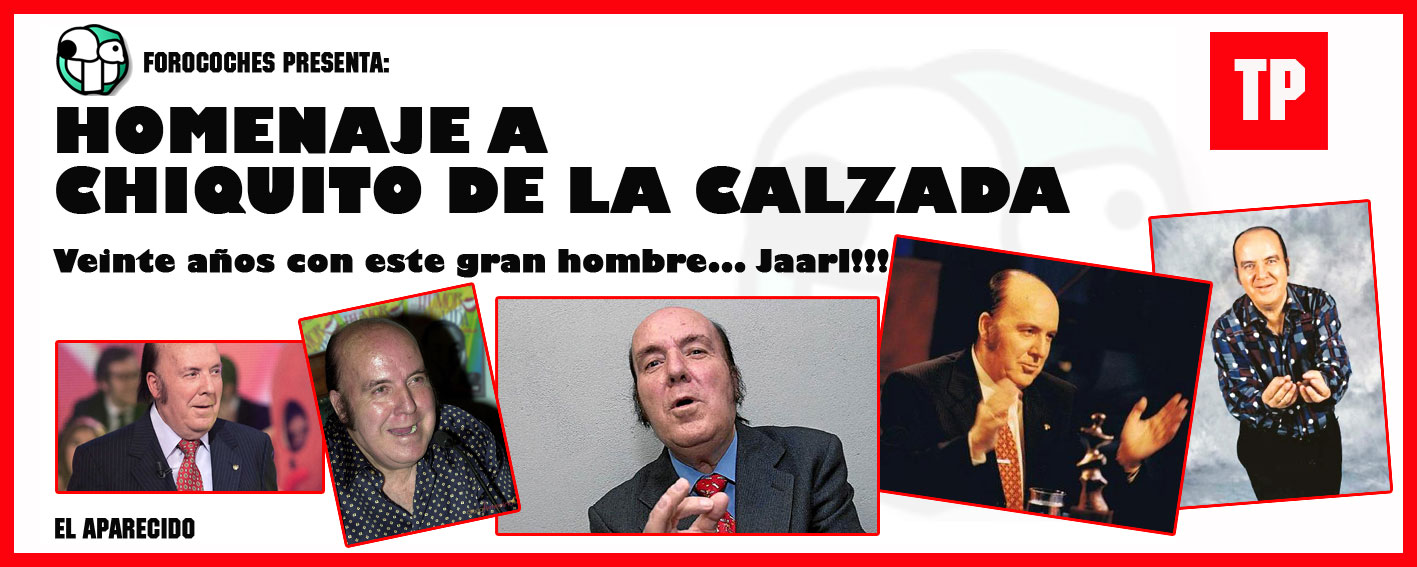 FOROCOCHES PRESENTA:
TP
HOMENAJE A
CHIQUITO DE LA CALZADA
Veinte años con este gran hombre... Jaarl!!!
EL APARECIDO